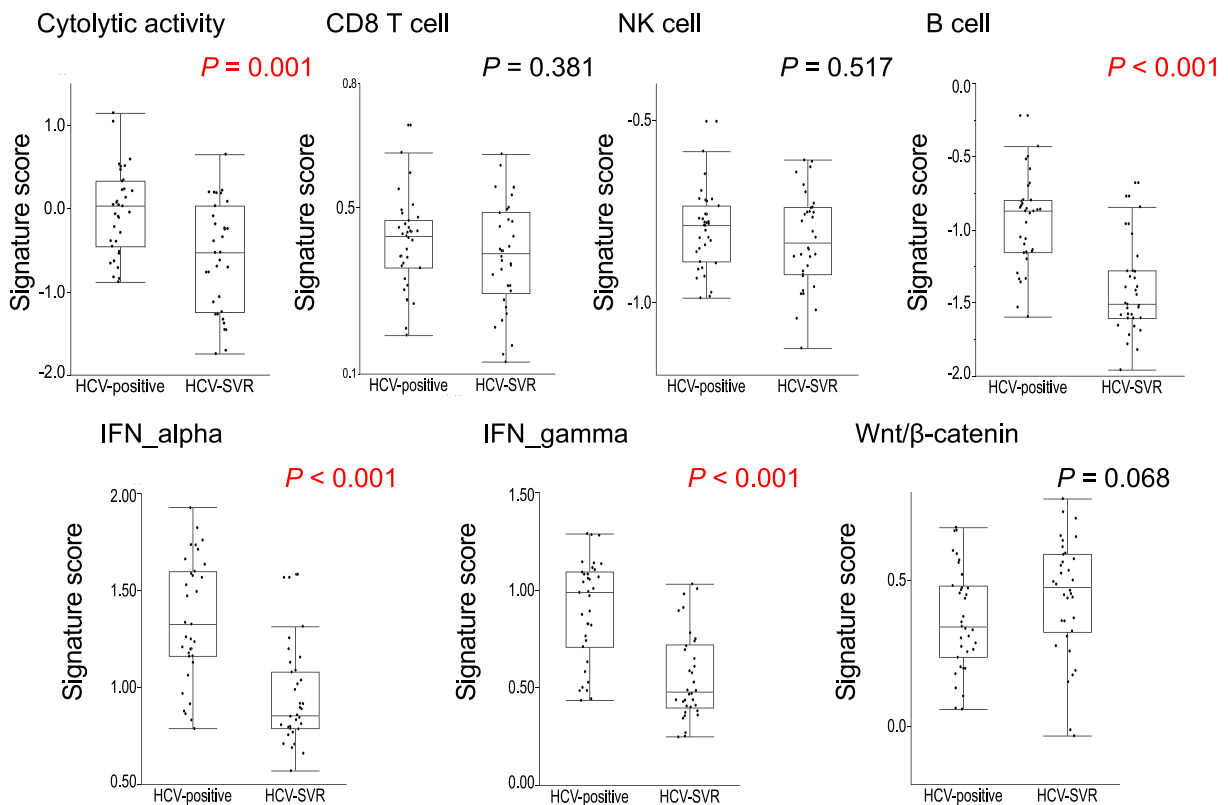 Cytolytic activity
P = 0.001
Signature score
1.0
0.0
-1.0
-2.0
HCV-positive
HCV-SVR
CD8 T cell
P = 0.381
Signature score
0.8
0.5
0.1
HCV-positive
HCV-SVR
NK cell
P = 0.517
Signature score
-0.5
-1.0
HCV-positive
HCV-SVR
B cell
P < 0.001
Signature score
0.0
-0.5
-1.0
-1.5
-2.0
HCV-positive
HCV-SVR
IFN_alpha
P < 0.001
Signature score
2.00
1.50
1.00
0.50
HCV-positive
HCV-SVR
IFN_gamma
P < 0.001
Signature score
1.50
1.00
0.50
0.00
HCV-positive
HCV-SVR
Wnt/β-catenin
P = 0.068
Signature score
0.5
0.0
HCV-positive
HCV-SVR